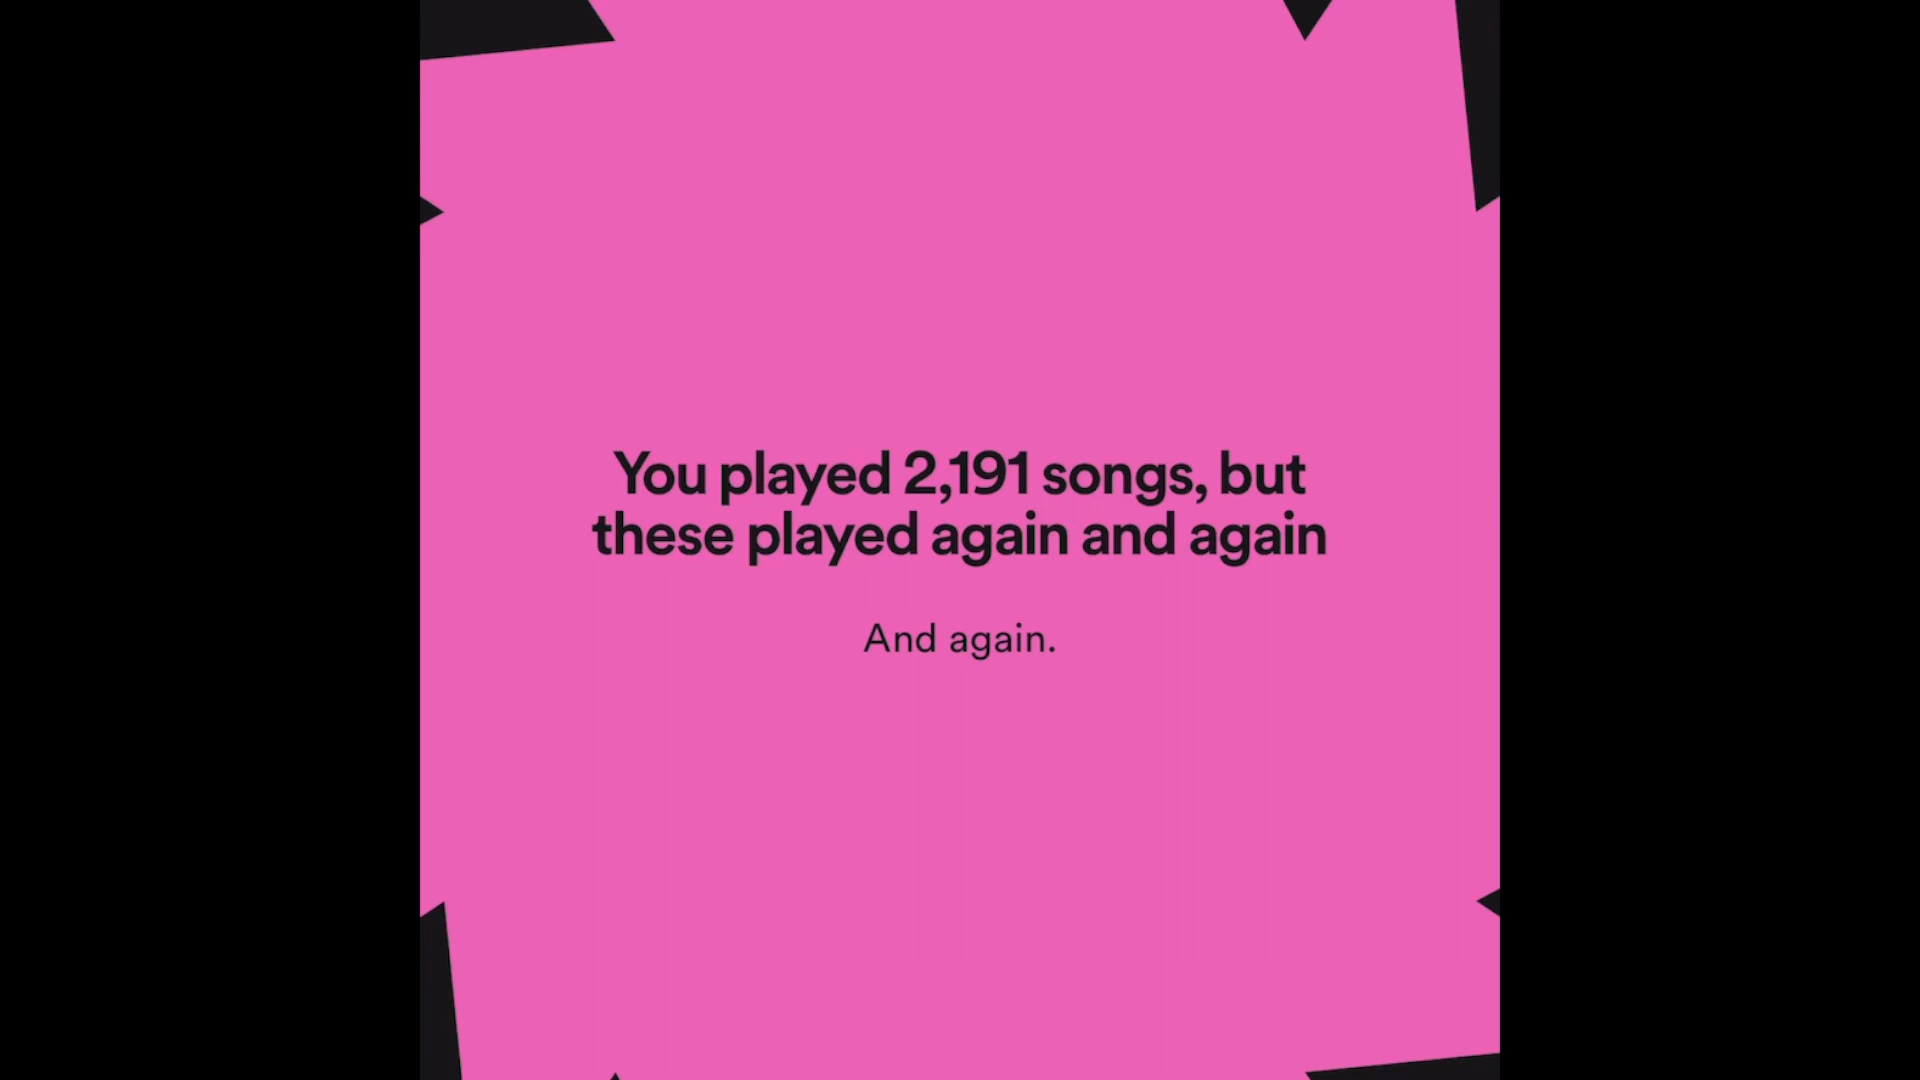 You played 2,191 songs, but
these played again and again
And again.